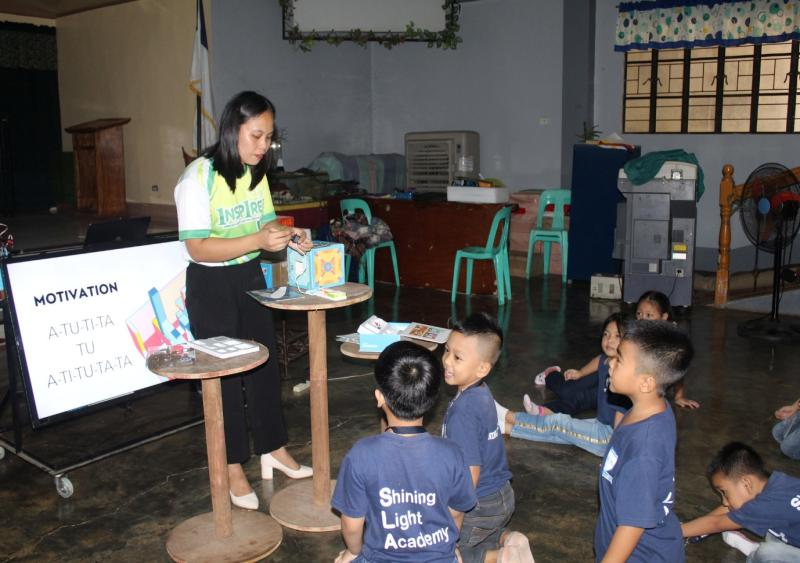 INSPIRE
MOTIVATION
A-TU-TI-TA
TU
A-TI-TU-TA-TA
Shining
Light
Academy